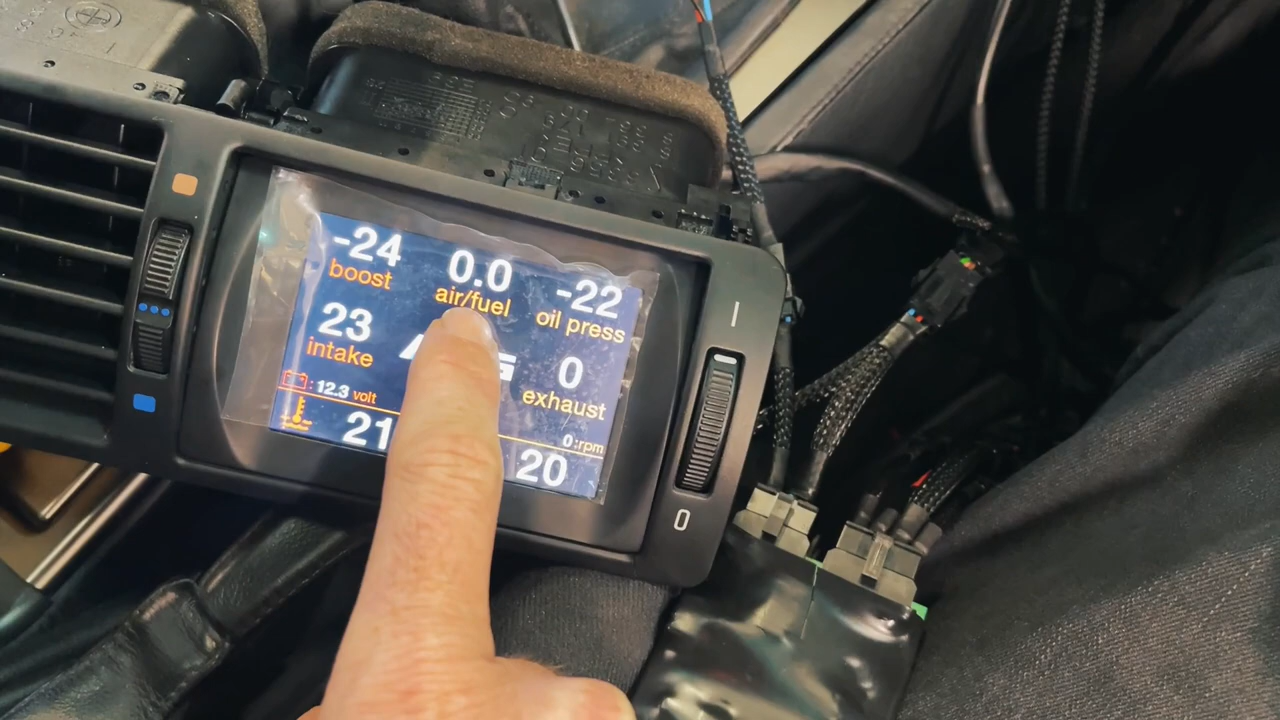 -24
boost
0.0
air/fuel
-22
oil press
23
intake
0
exhaust
: 12.3 volt
0:rpm
21
20
I
0